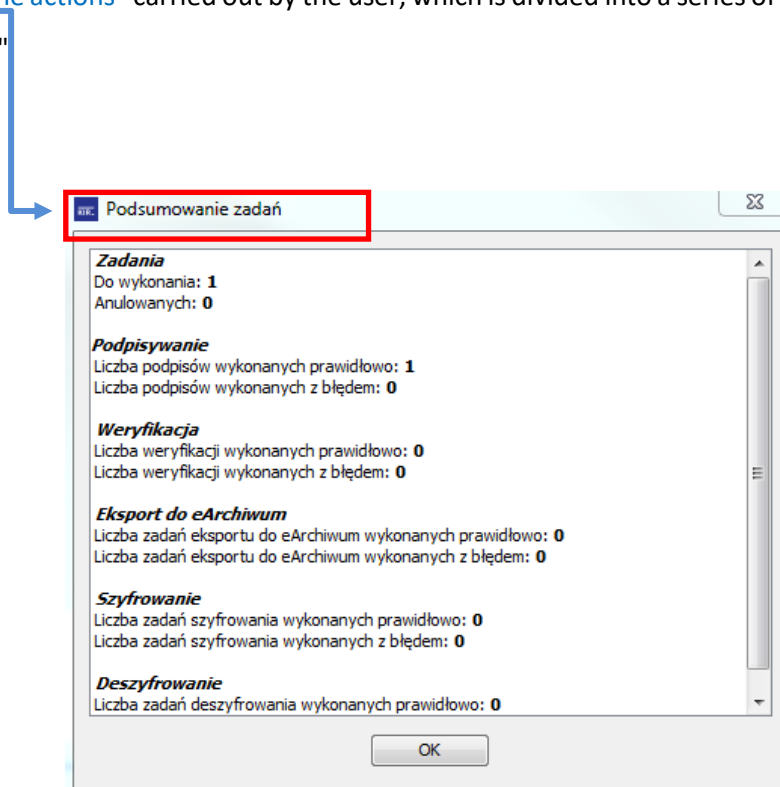 ne actions" carried out by the user, which is divided into a series of
"
KIR.
Podsumowanie zadań
Zadania
Do wykonania: 1
Anulowanych: 0
Podpisywanie
Liczba podpisów wykonanych prawidłowo: 1
Liczba podpisów wykonanych z błędem: 0
Weryfikacja
Liczba weryfikacji wykonanych prawidłowo: 0
Liczba weryfikacji wykonanych z błędem: 0
Eksport do eArchiwum
Liczba zadań eksportu do eArchiwum wykonanych prawidłowo: 0
Liczba zadań eksportu do eArchiwum wykonanych z błędem: 0
Szyfrowanie
Liczba zadań szyfrowania wykonanych prawidłowo: 0
Liczba zadań szyfrowania wykonanych z błędem: 0
Deszyfrowanie
Liczba zadań deszyfrowania wykonanych prawidłowo: 0
OK